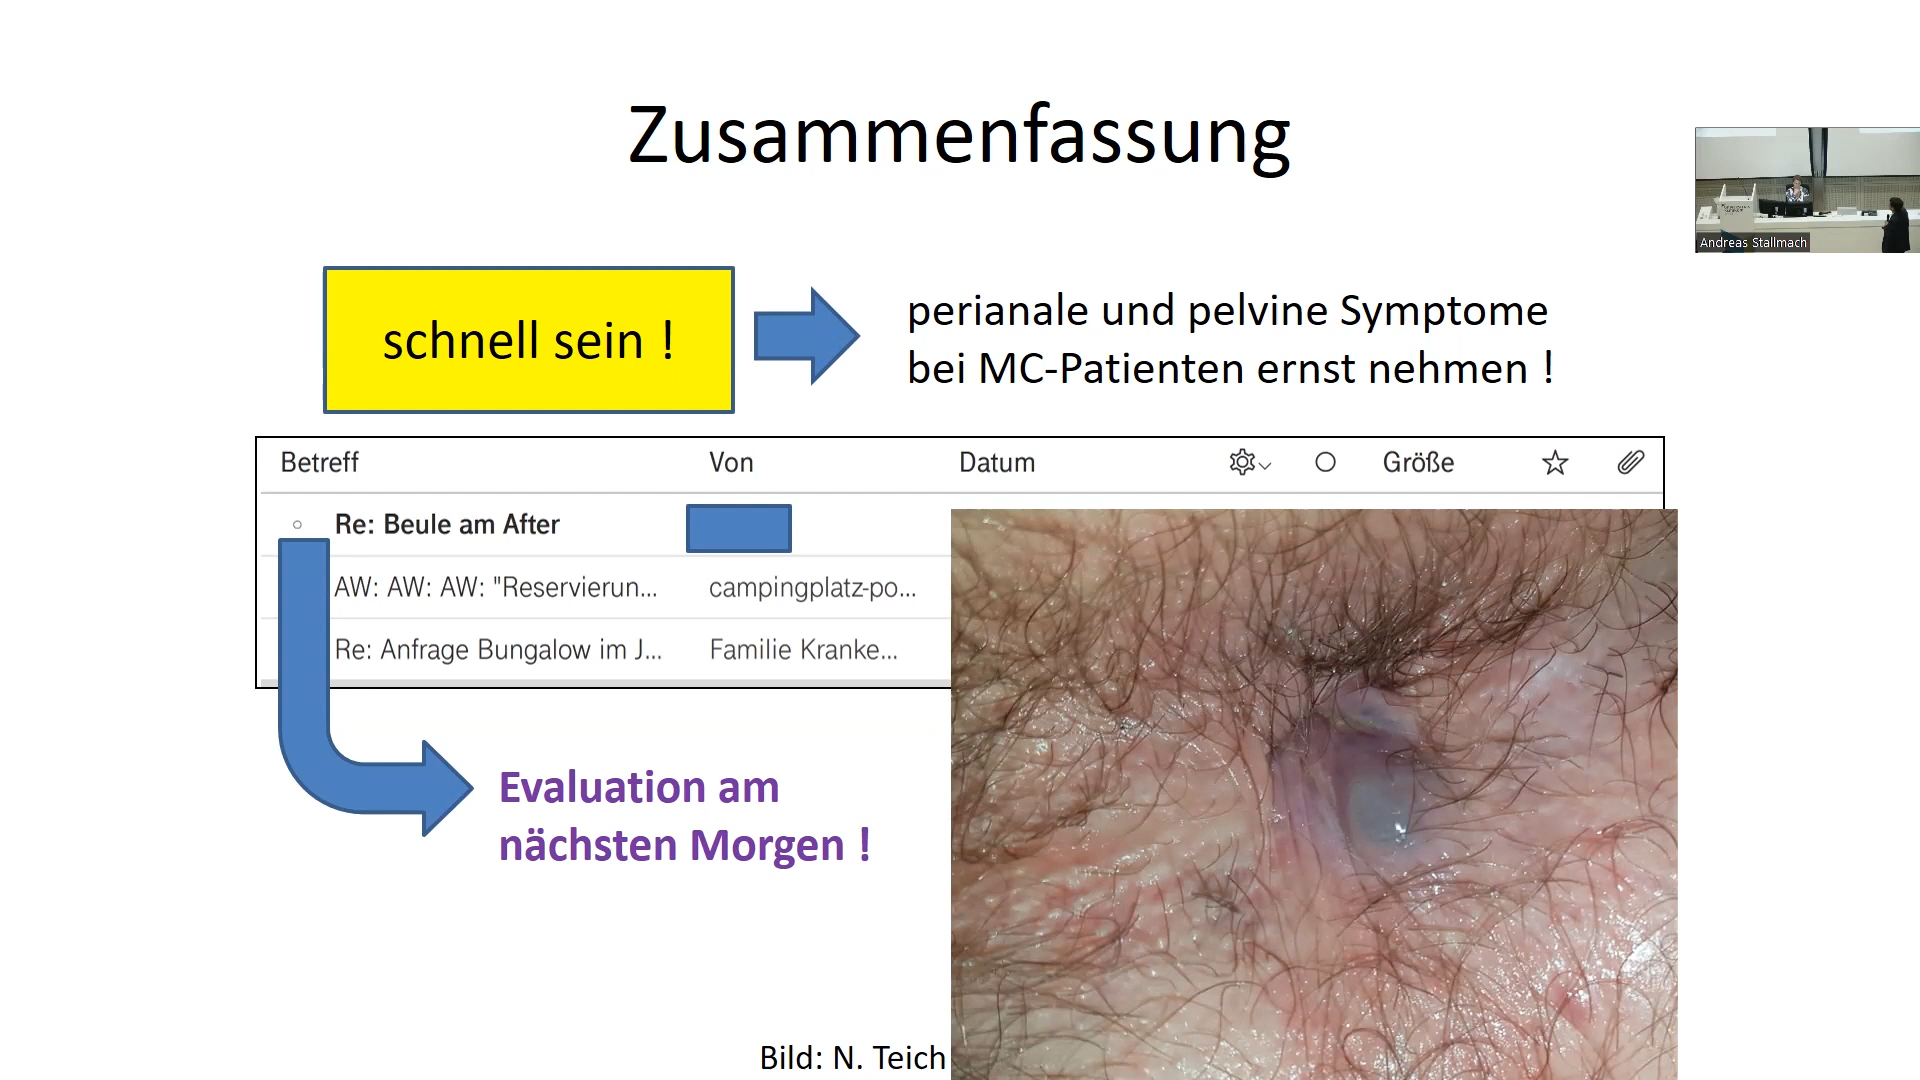 Zusammenfassung
schnell sein !
perianale und pelvine Symptome
bei MC-Patienten ernst nehmen !
Andreas Stallmach
Betreff Von Datum Größe
Re: Beule am After
AW: AW: AW: "Reservierun... campingplatz-po...
Re: Anfrage Bungalow im J... Familie Kranke...
Evaluation am
nächsten Morgen !
Bild: N. Teich